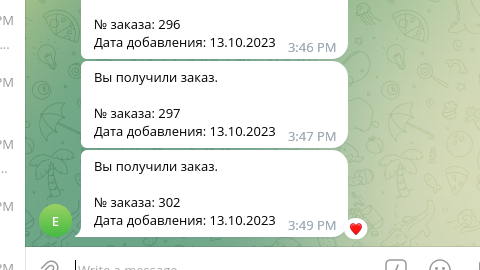 PM
№ заказа: 296
Дата добавления: 13.10.2023
3:46 PM
...
Вы получили заказ.
PM
№ заказа: 297
Дата добавления: 13.10.2023
3:47 PM
PM
Вы получили заказ.
..
№ заказа: 302
PM
Дата добавления: 13.10.2023
3:49 PM
E
PM
Write a message...